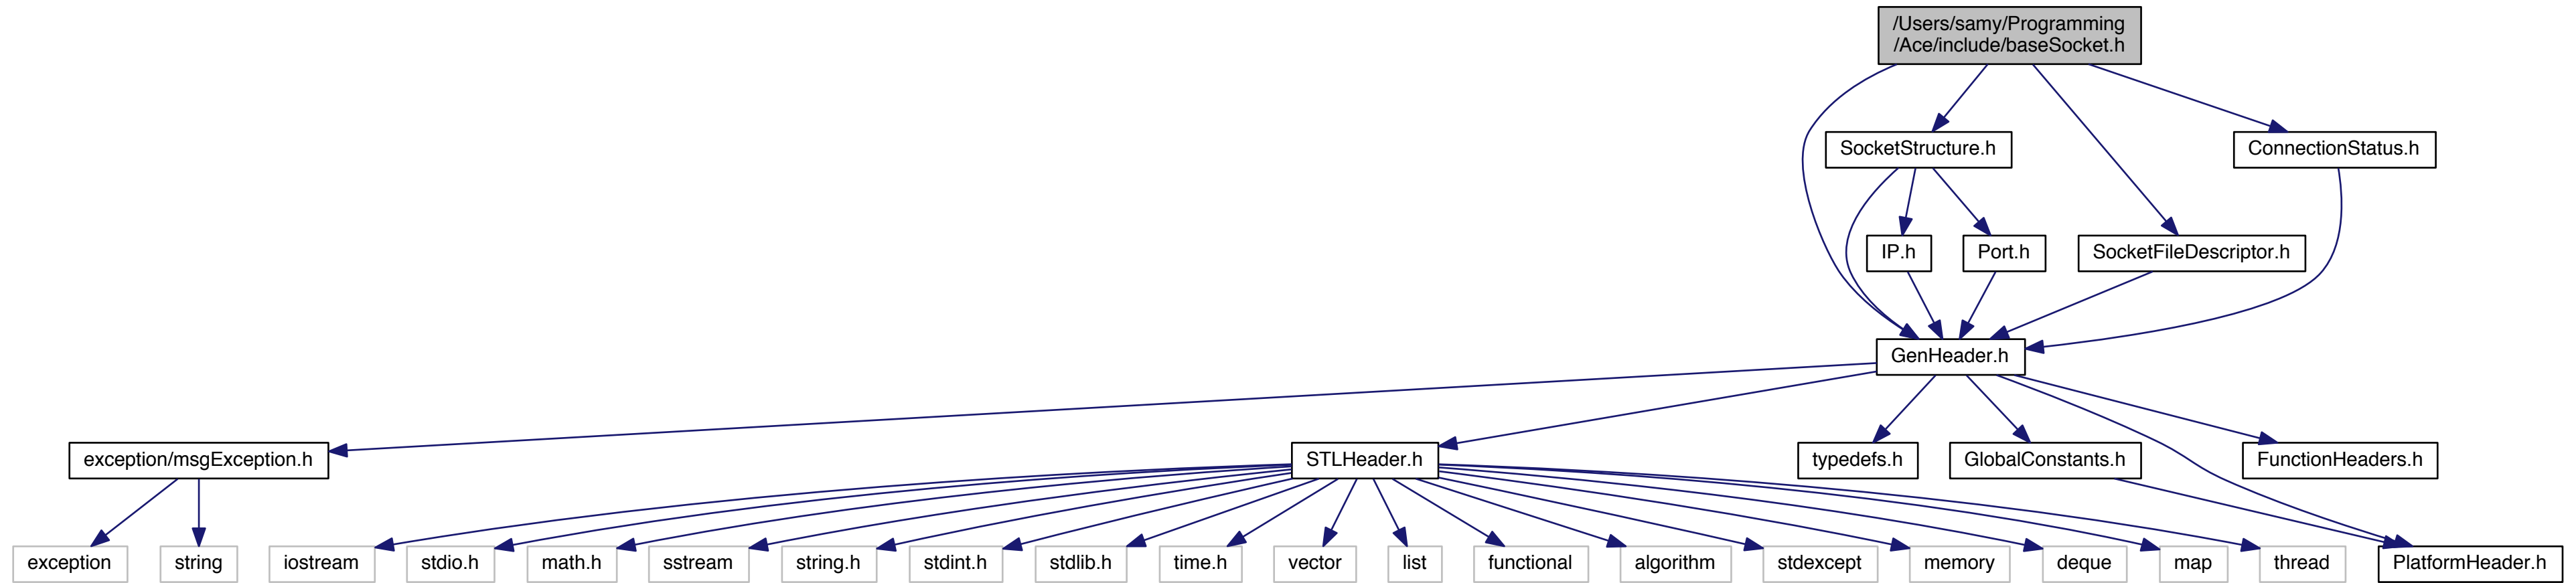 /Users/samy/Programming
/Ace/include/baseSocket.h
SocketStructure.h
ConnectionStatus.h
IP.h
Port.h
SocketFileDescriptor.h
GenHeader.h
exception/msgException.h
STLHeader.h
typedefs.h
GlobalConstants.h
FunctionHeaders.h
exception
string
iostream
stdio.h
math.h
sstream
string.h
stdint.h
stdlib.h
time.h
vector
list
functional
algorithm
stdexcept
memory
deque
map
thread
PlatformHeader.h